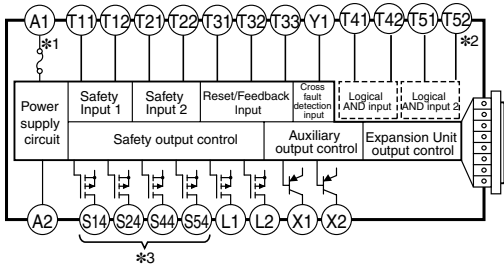 A1 T11 T12 T21 T22 T31 T32 T33 Y1 T41 T42 T51 T52
*1 *2
Power supply circuit
Safety Input 1
Safety Input 2
Reset/Feedback Input
Cross fault detection input
Logical AND input
Logical AND input 2
Safety output control
Auxiliary output control
Expansion Unit output control
A2 S14 S24 S44 S54 L1 L2 X1 X2
*3